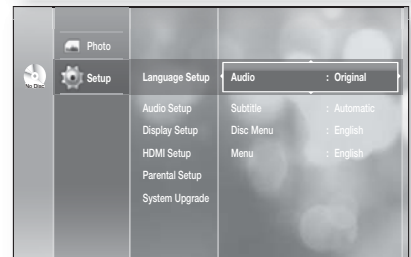 Photo
No Disc
Setup
Language Setup
Audio : Original
Audio Setup
Subtitle : Automatic
Display Setup
Disc Menu : English
HDMI Setup
Menu : English
Parental Setup
System Upgrade